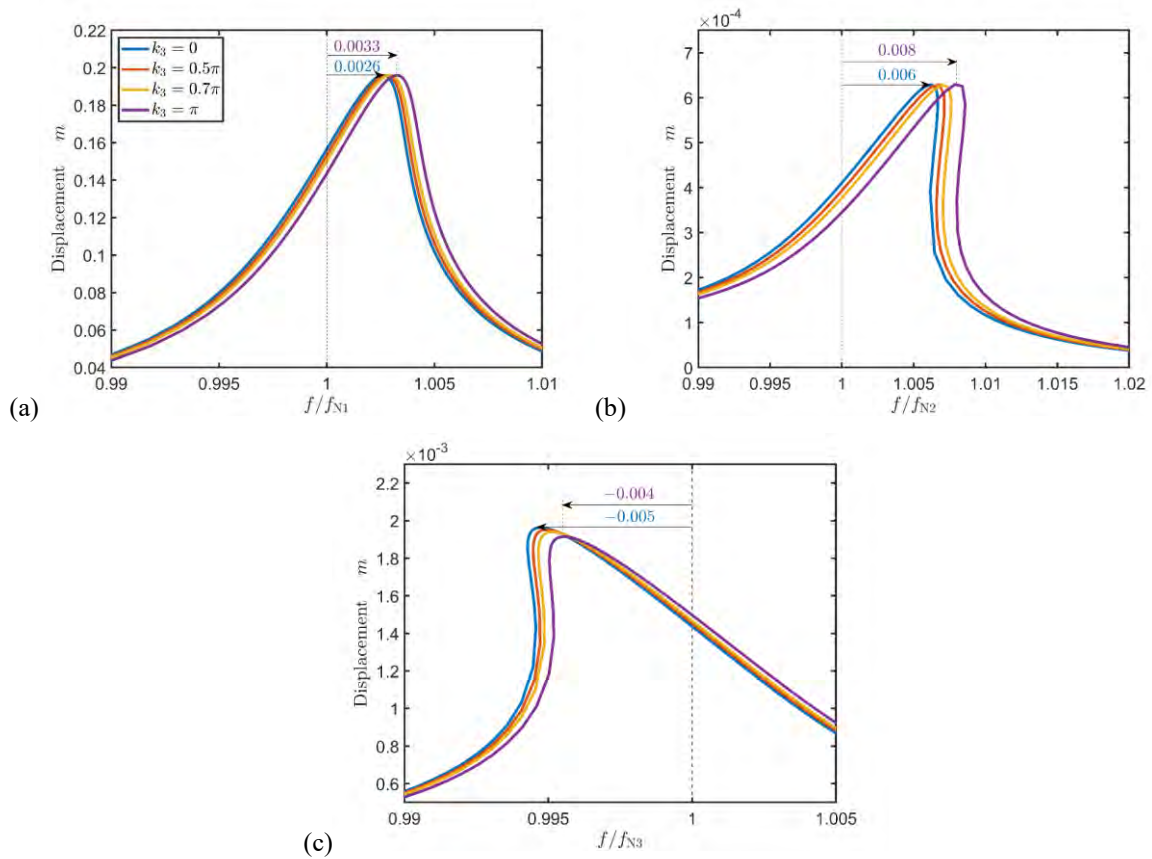 0.22
0.2
0.18
0.16
0.14
0.12
0.1
0.08
0.06
0.04
Displacement m
k₃ = 0
k₃ = 0.5π
k₃ = 0.7π
k₃ = π
0.0033
0.0026
0.99 0.995 1 1.005 1.01
f/f_N1
(a)
×10⁻⁴
7
6
5
4
3
2
1
0
Displacement m
0.008
0.006
0.99 0.995 1 1.005 1.01 1.015 1.02
f/f_N2
(b)
×10⁻³
2.2
2
1.8
1.6
1.4
1.2
1
0.8
0.6
Displacement m
−0.004
−0.005
0.99 0.995 1 1.005
f/f_N3
(c)